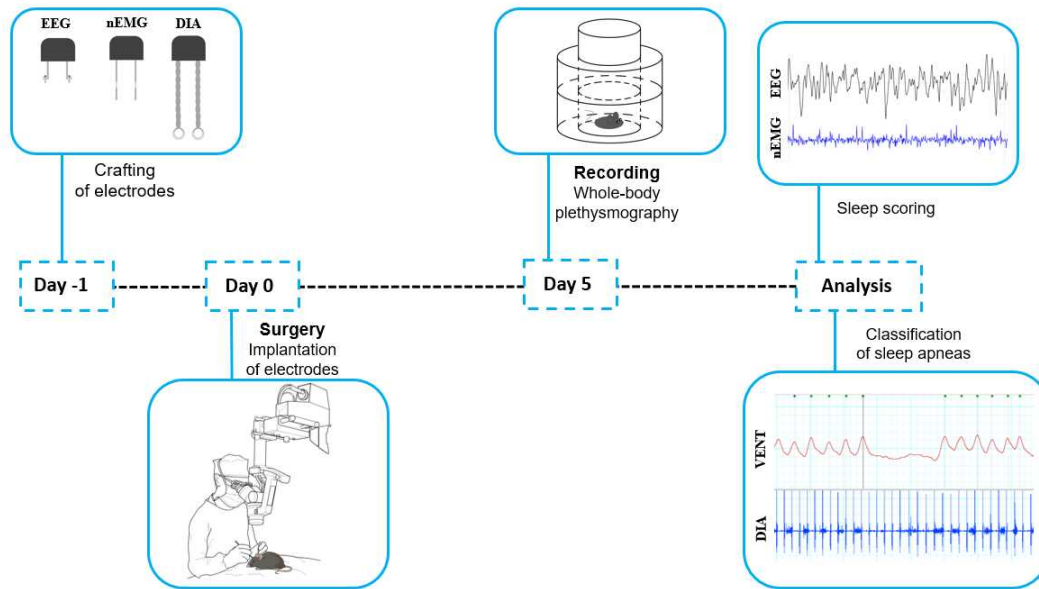 EEG nEMG DIA
Crafting
of electrodes
Recording
Whole-body
plethysmography
EEG
nEMG
Sleep scoring
Day -1
Day 0
Day 5
Analysis
Surgery
Implantation
of electrodes
Classification
of sleep apneas
VENT
DIA